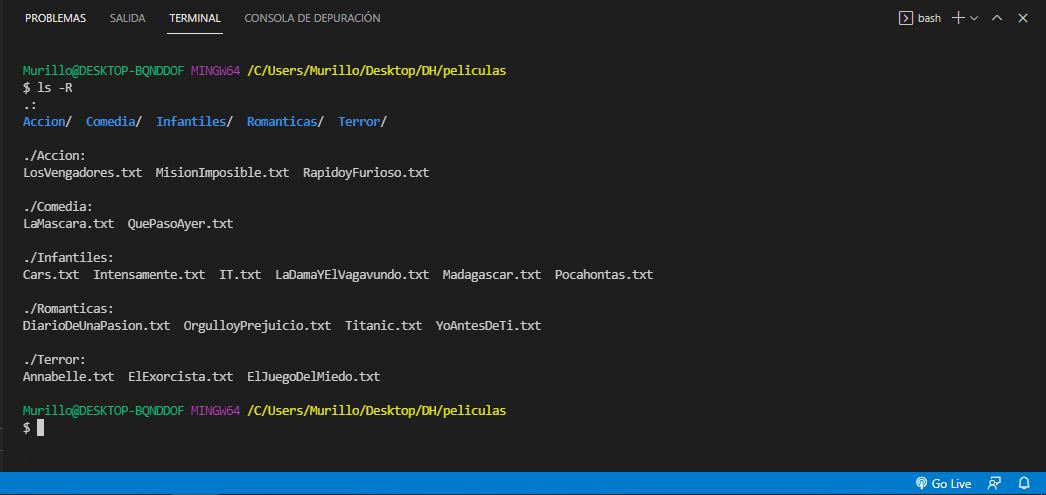 PROBLEMAS SALIDA TERMINAL CONSOLA DE DEPURACIÓN bash
Murillo@DESKTOP-BQNDDOF MINGW64 /C/Users/Murillo/Desktop/DH/peliculas
$ ls -R
.:
Accion/ Comedia/ Infantiles/ Romanticas/ Terror/
./Accion:
LosVengadores.txt MisionImposible.txt RapidoyFurioso.txt
./Comedia:
LaMascara.txt QuePasoAyer.txt
./Infantiles:
Cars.txt Intensamente.txt IT.txt LaDamaYElVagavundo.txt Madagascar.txt Pocahontas.txt
./Romanticas:
DiarioDeUnaPasion.txt OrgulloyPrejuicio.txt Titanic.txt YoAntesDeTi.txt
./Terror:
Annabelle.txt ElExorcista.txt ElJuegoDelMiedo.txt
Murillo@DESKTOP-BQNDDOF MINGW64 /C/Users/Murillo/Desktop/DH/peliculas
$
Go Live